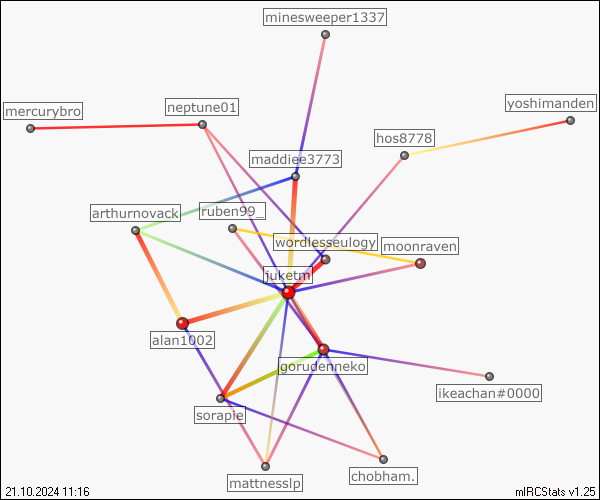 minesweeper1337
mercurybro
neptune01
yoshimanden
hos8778
maddiee3773
arthurnovack
ruben99_
wordlesseulogy
moonraven
juketm
alan1002
gorudenneko
ikeachan#0000
sorapie
mattnesslp
chobham.
21.10.2024 11:16
mIRCStats v1.25